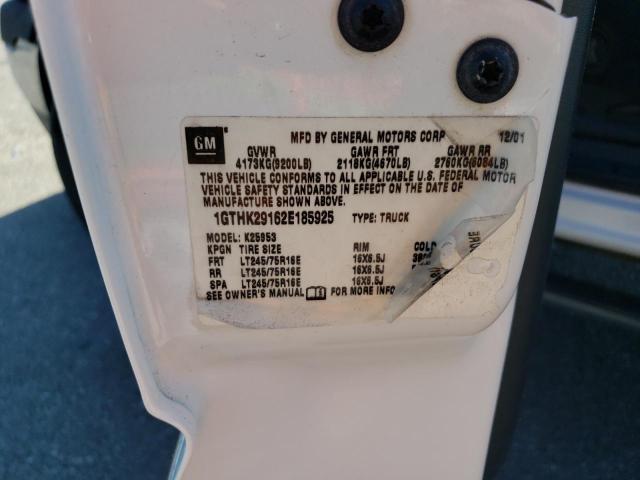 GM
MFD BY GENERAL MOTORS CORP 12/01
GVWR GAWR FRT GAWR RR
4173KG(9200LB) 2118KG(4670LB) 2760KG(6084LB)
THIS VEHICLE CONFORMS TO ALL APPLICABLE U.S. FEDERAL MOTOR
VEHICLE SAFETY STANDARDS IN EFFECT ON THE DATE OF
MANUFACTURE SHOWN ABOVE.
1GTHK29162E185925 TYPE: TRUCK
MODEL: K25953
KPGN TIRE SIZE RIM COLD
FRT LT245/75R16E 16X6.5J
RR LT245/75R16E 16X6.5J
SPA LT245/75R16E 16X6.5J
SEE OWNER'S MANUAL FOR MORE INFO